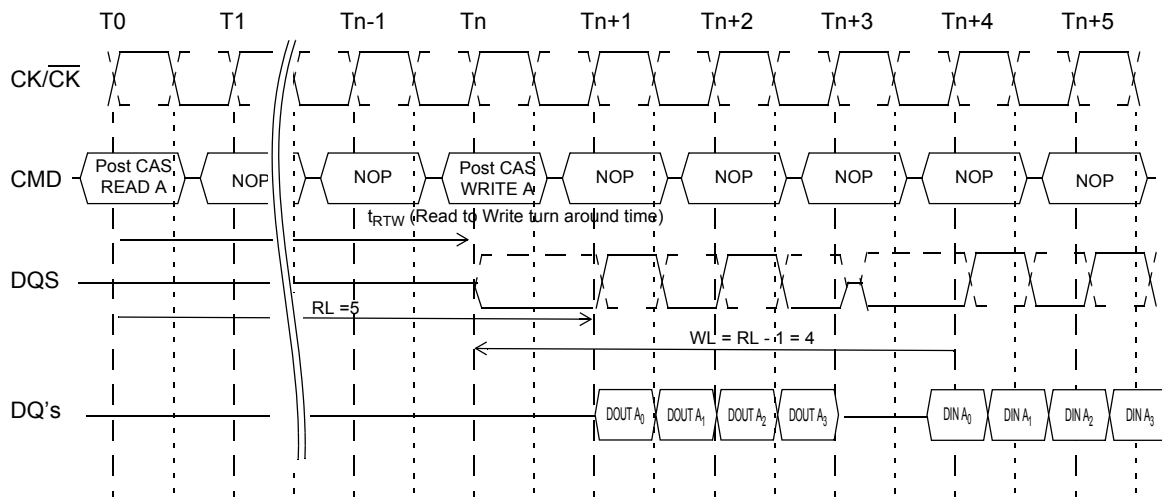 T0 T1 Tn-1 Tn Tn+1 Tn+2 Tn+3 Tn+4 Tn+5
CK/CK
CMD
Post CAS
READ A
NOP
NOP
Post CAS
WRITE A
NOP
NOP
NOP
NOP
NOP
tRTW (Read to Write turn around time)
DQS
RL =5
WL = RL - 1 = 4
DQ's
DOUT A0 DOUT A1 DOUT A2 DOUT A3 DIN A0 DIN A1 DIN A2 DIN A3